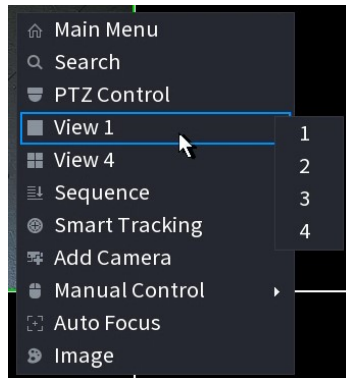 Main Menu
Search
PTZ Control
View 1
1
View 4
2
Sequence
3
Smart Tracking
4
Add Camera
Manual Control
Auto Focus
Image